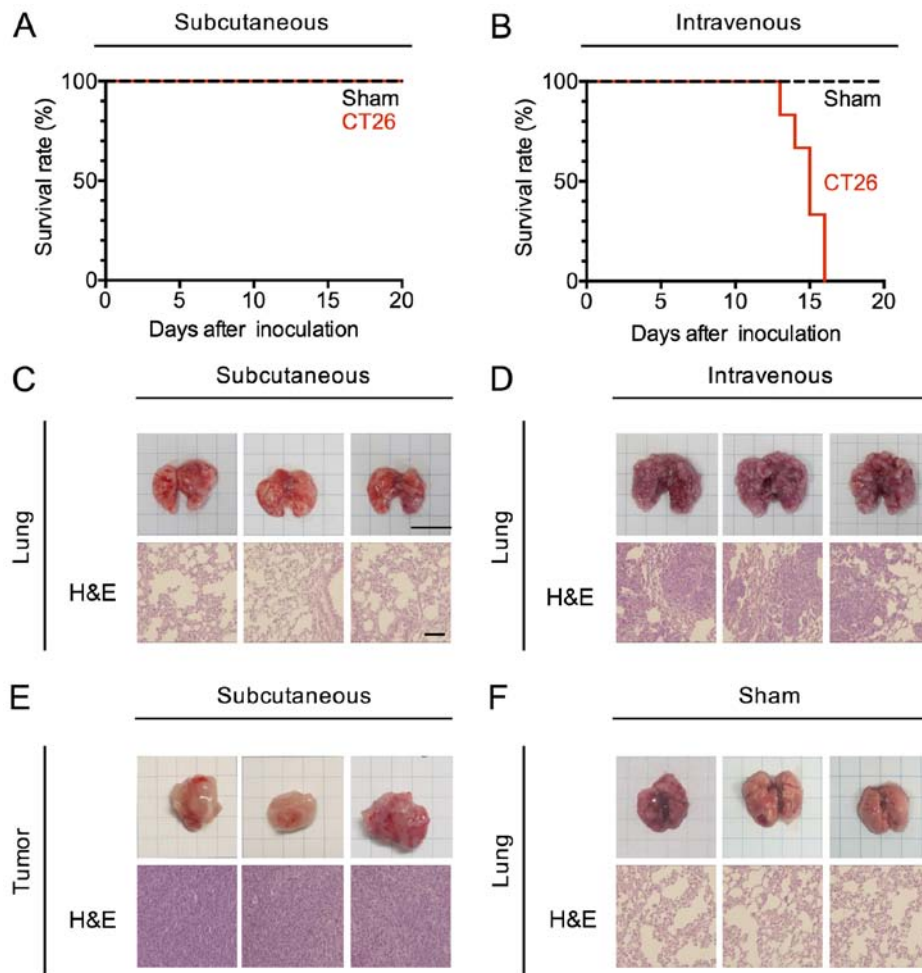 A
Subcutaneous
Survival rate (%)
100
50
0
Sham
CT26
0 5 10 15 20
Days after inoculation
B
Intravenous
Survival rate (%)
100
50
0
Sham
CT26
0 5 10 15 20
Days after inoculation
C
Subcutaneous
Lung
H&E
D
Intravenous
Lung
H&E
E
Subcutaneous
Tumor
H&E
F
Sham
Lung
H&E